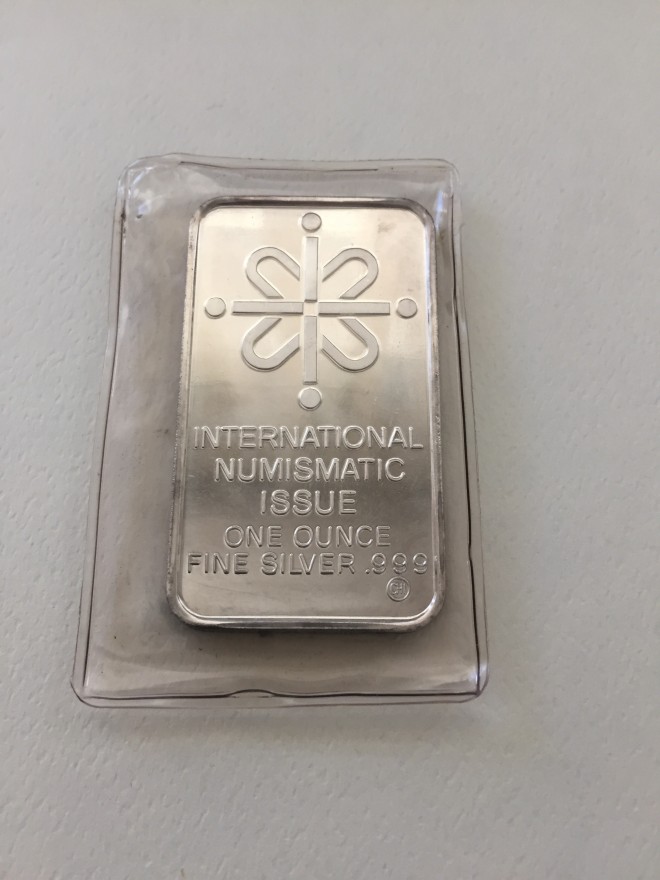 INTERNATIONAL
NUMISMATIC
ISSUE
ONE OUNCE
FINE SILVER .999